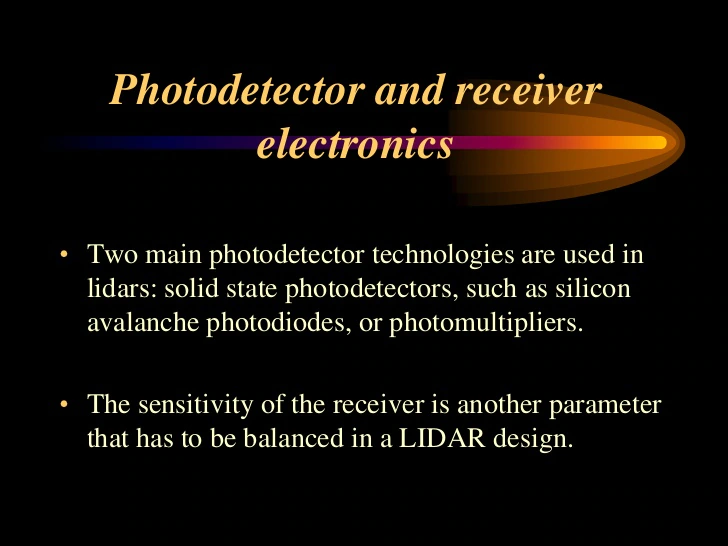 Photodetector and receiver
electronics
• Two main photodetector technologies are used in
lidars: solid state photodetectors, such as silicon
avalanche photodiodes, or photomultipliers.
• The sensitivity of the receiver is another parameter
that has to be balanced in a LIDAR design.